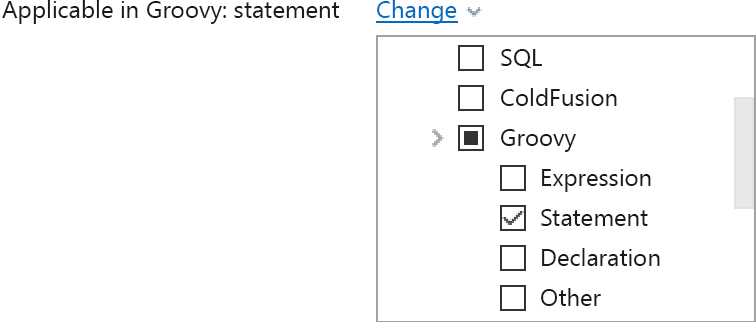 Applicable in Groovy: statement Change
SQL
ColdFusion
Groovy
Expression
Statement
Declaration
Other